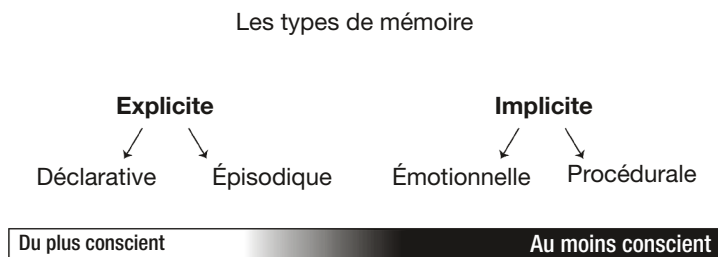 Les types de mémoire
Explicite Implicite
Déclarative Épisodique Émotionnelle Procédurale
Du plus conscient Au moins conscient